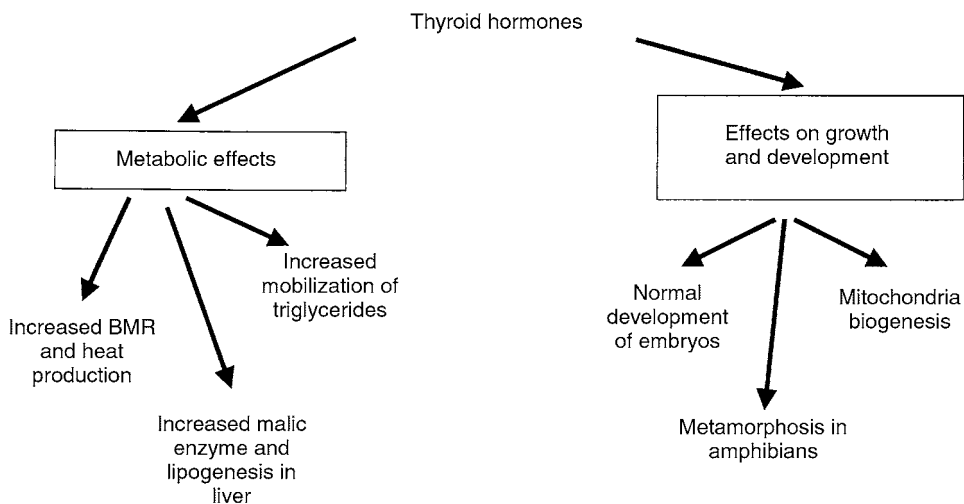 Thyroid hormones
Metabolic effects
Effects on growth
and development
Increased BMR
and heat
production
Increased malic
enzyme and
lipogenesis in
liver
Increased
mobilization of
triglycerides
Normal
development
of embryos
Metamorphosis in
amphibians
Mitochondria
biogenesis